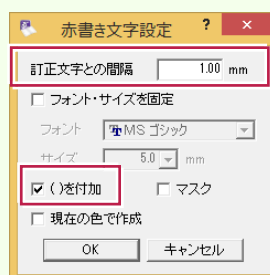 赤書き文字設定 ? ×
訂正文字との間隔 1.00 mm
フォント・サイズを固定
フォント MS ゴシック
サイズ 5.0 mm
( )を付加 マスク
現在の色で作成
OK キャンセル